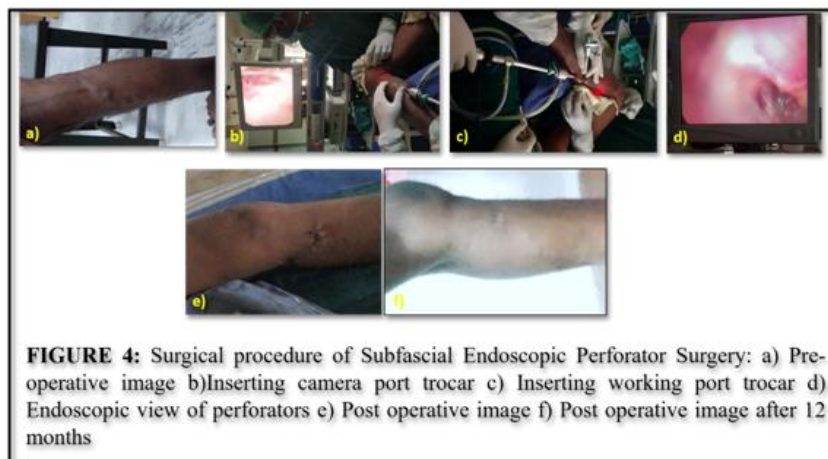 a)
b)
c)
d)
e)
f)
FIGURE 4: Surgical procedure of Subfascial Endoscopic Perforator Surgery: a) Pre-
operative image b)Inserting camera port trocar c) Inserting working port trocar d)
Endoscopic view of perforators e) Post operative image f) Post operative image after 12
months